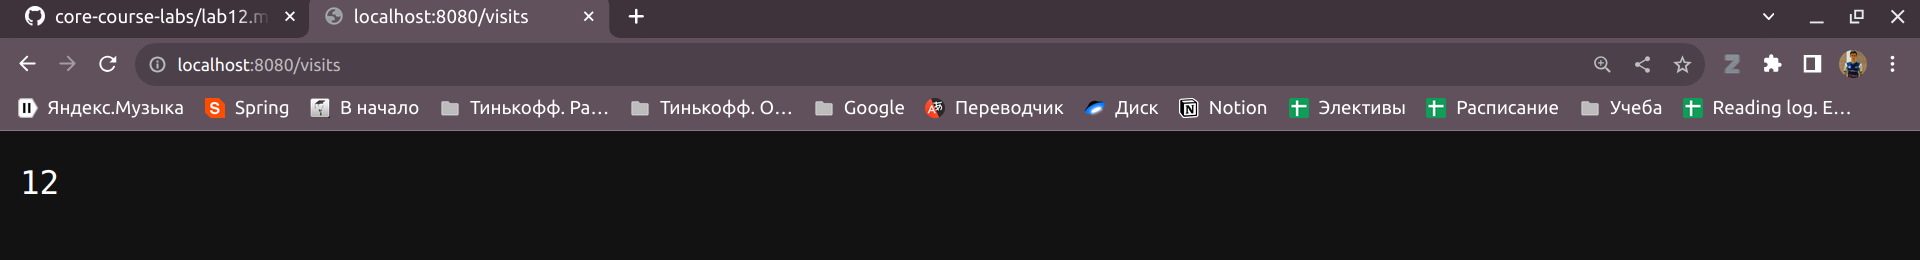 core-course-labs/lab12.m localhost:8080/visits
localhost:8080/visits
Яндекс.Музыка Spring В начало Тинькофф. Ра... Тинькофф. О... Google Переводчик Диск Notion Элективы Расписание Учеба Reading log. E...
12